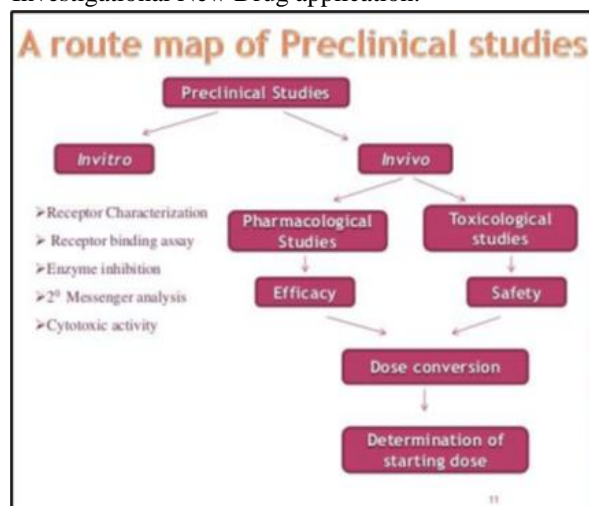 Investigational New Drug application.
A route map of Preclinical studies
Preclinical Studies
Invitro
Invivo
➢Receptor Characterization
➢ Receptor binding assay
➢Enzyme inhibition
➢2⁰ Messenger analysis
➢Cytotoxic activity
Pharmacological
Studies
Toxicological
studies
Efficacy
Safety
Dose conversion
Determination of
starting dose
11